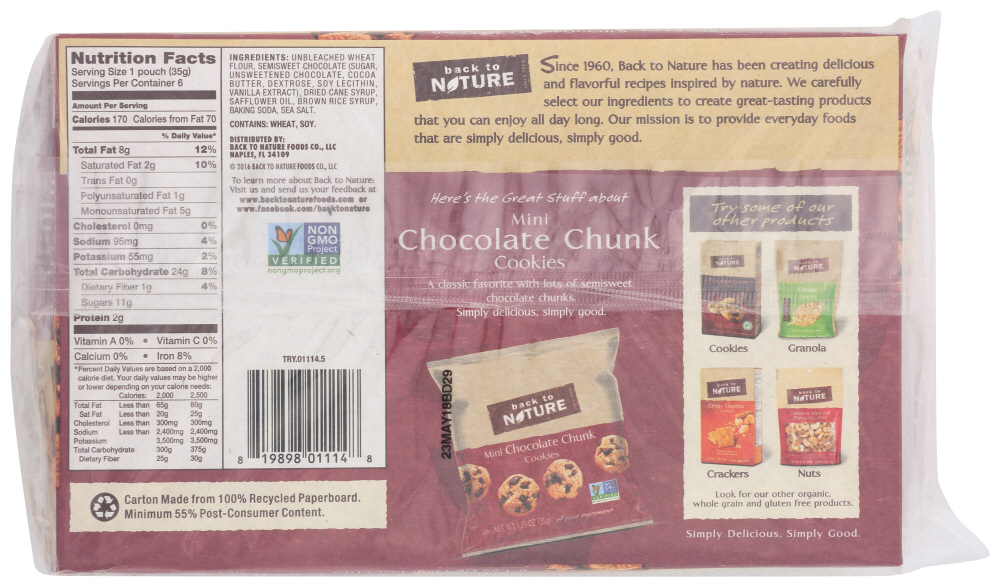 Nutrition Facts
Serving Size 1 pouch (35g)
Servings Per Container 6
Amount Per Serving
Calories 170 Calories from Fat 70
% Daily Value*
Total Fat 8g 12%
Saturated Fat 2g 10%
Trans Fat 0g
Polyunsaturated Fat 1g
Monounsaturated Fat 5g
Cholesterol 0mg 0%
Sodium 95mg 4%
Potassium 55mg 2%
Total Carbohydrate 24g 8%
Dietary Fiber 1g 4%
Sugars 11g
Protein 2g
Vitamin A 0% • Vitamin C 0%
Calcium 0% • Iron 8%
*Percent Daily Values are based on a 2,000
calorie diet. Your daily values may be higher
or lower depending on your calorie needs:
Calories: 2,000 2,500
Total Fat Less than 65g 80g
Sat Fat Less than 20g 25g
Cholesterol Less than 300mg 300mg
Sodium Less than 2,400mg 2,400mg
Potassium 3,500mg 3,500mg
Total Carbohydrate 300g 375g
Dietary Fiber 25g 30g
INGREDIENTS: UNBLEACHED WHEAT
FLOUR, SEMISWEET CHOCOLATE (SUGAR,
UNSWEETENED CHOCOLATE, COCOA
BUTTER, DEXTROSE, SOY LECITHIN,
VANILLA EXTRACT), DRIED CANE SYRUP,
SAFFLOWER OIL, BROWN RICE SYRUP,
BAKING SODA, SEA SALT.
CONTAINS: WHEAT, SOY.
DISTRIBUTED BY:
BACK TO NATURE FOODS CO., LLC
NAPLES, FL 34109
© 2016 BACK TO NATURE FOODS CO., LLC
To learn more about Back to Nature:
Visit us and send us your feedback at
www.backtonaturefoods.com or
www.facebook.com/backtonature
NON
GMO
Project
VERIFIED
nongmoproject.org
TRY.01114.5
8 19898 01114 8
Carton Made from 100% Recycled Paperboard.
Minimum 55% Post-Consumer Content.
back to
NATURE
Since 1960, Back to Nature has been creating delicious
and flavorful recipes inspired by nature. We carefully
select our ingredients to create great-tasting products
that you can enjoy all day long. Our mission is to provide everyday foods
that are simply delicious, simply good.
Here's the Great Stuff about
Mini
Chocolate Chunk
Cookies
A classic favorite with lots of semisweet
chocolate chunks.
Simply delicious, simply good.
23MAY18BD29
back to
NATURE
Mini Chocolate Chunk
Cookies
NET WT 1.25 OZ (35g)
Try some of our
other products
NATURE
NATURE
Cookies
Granola
back to
NATURE
back to
NATURE
Crackers
Nuts
Look for our other organic,
whole grain and gluten free products.
Simply Delicious. Simply Good.